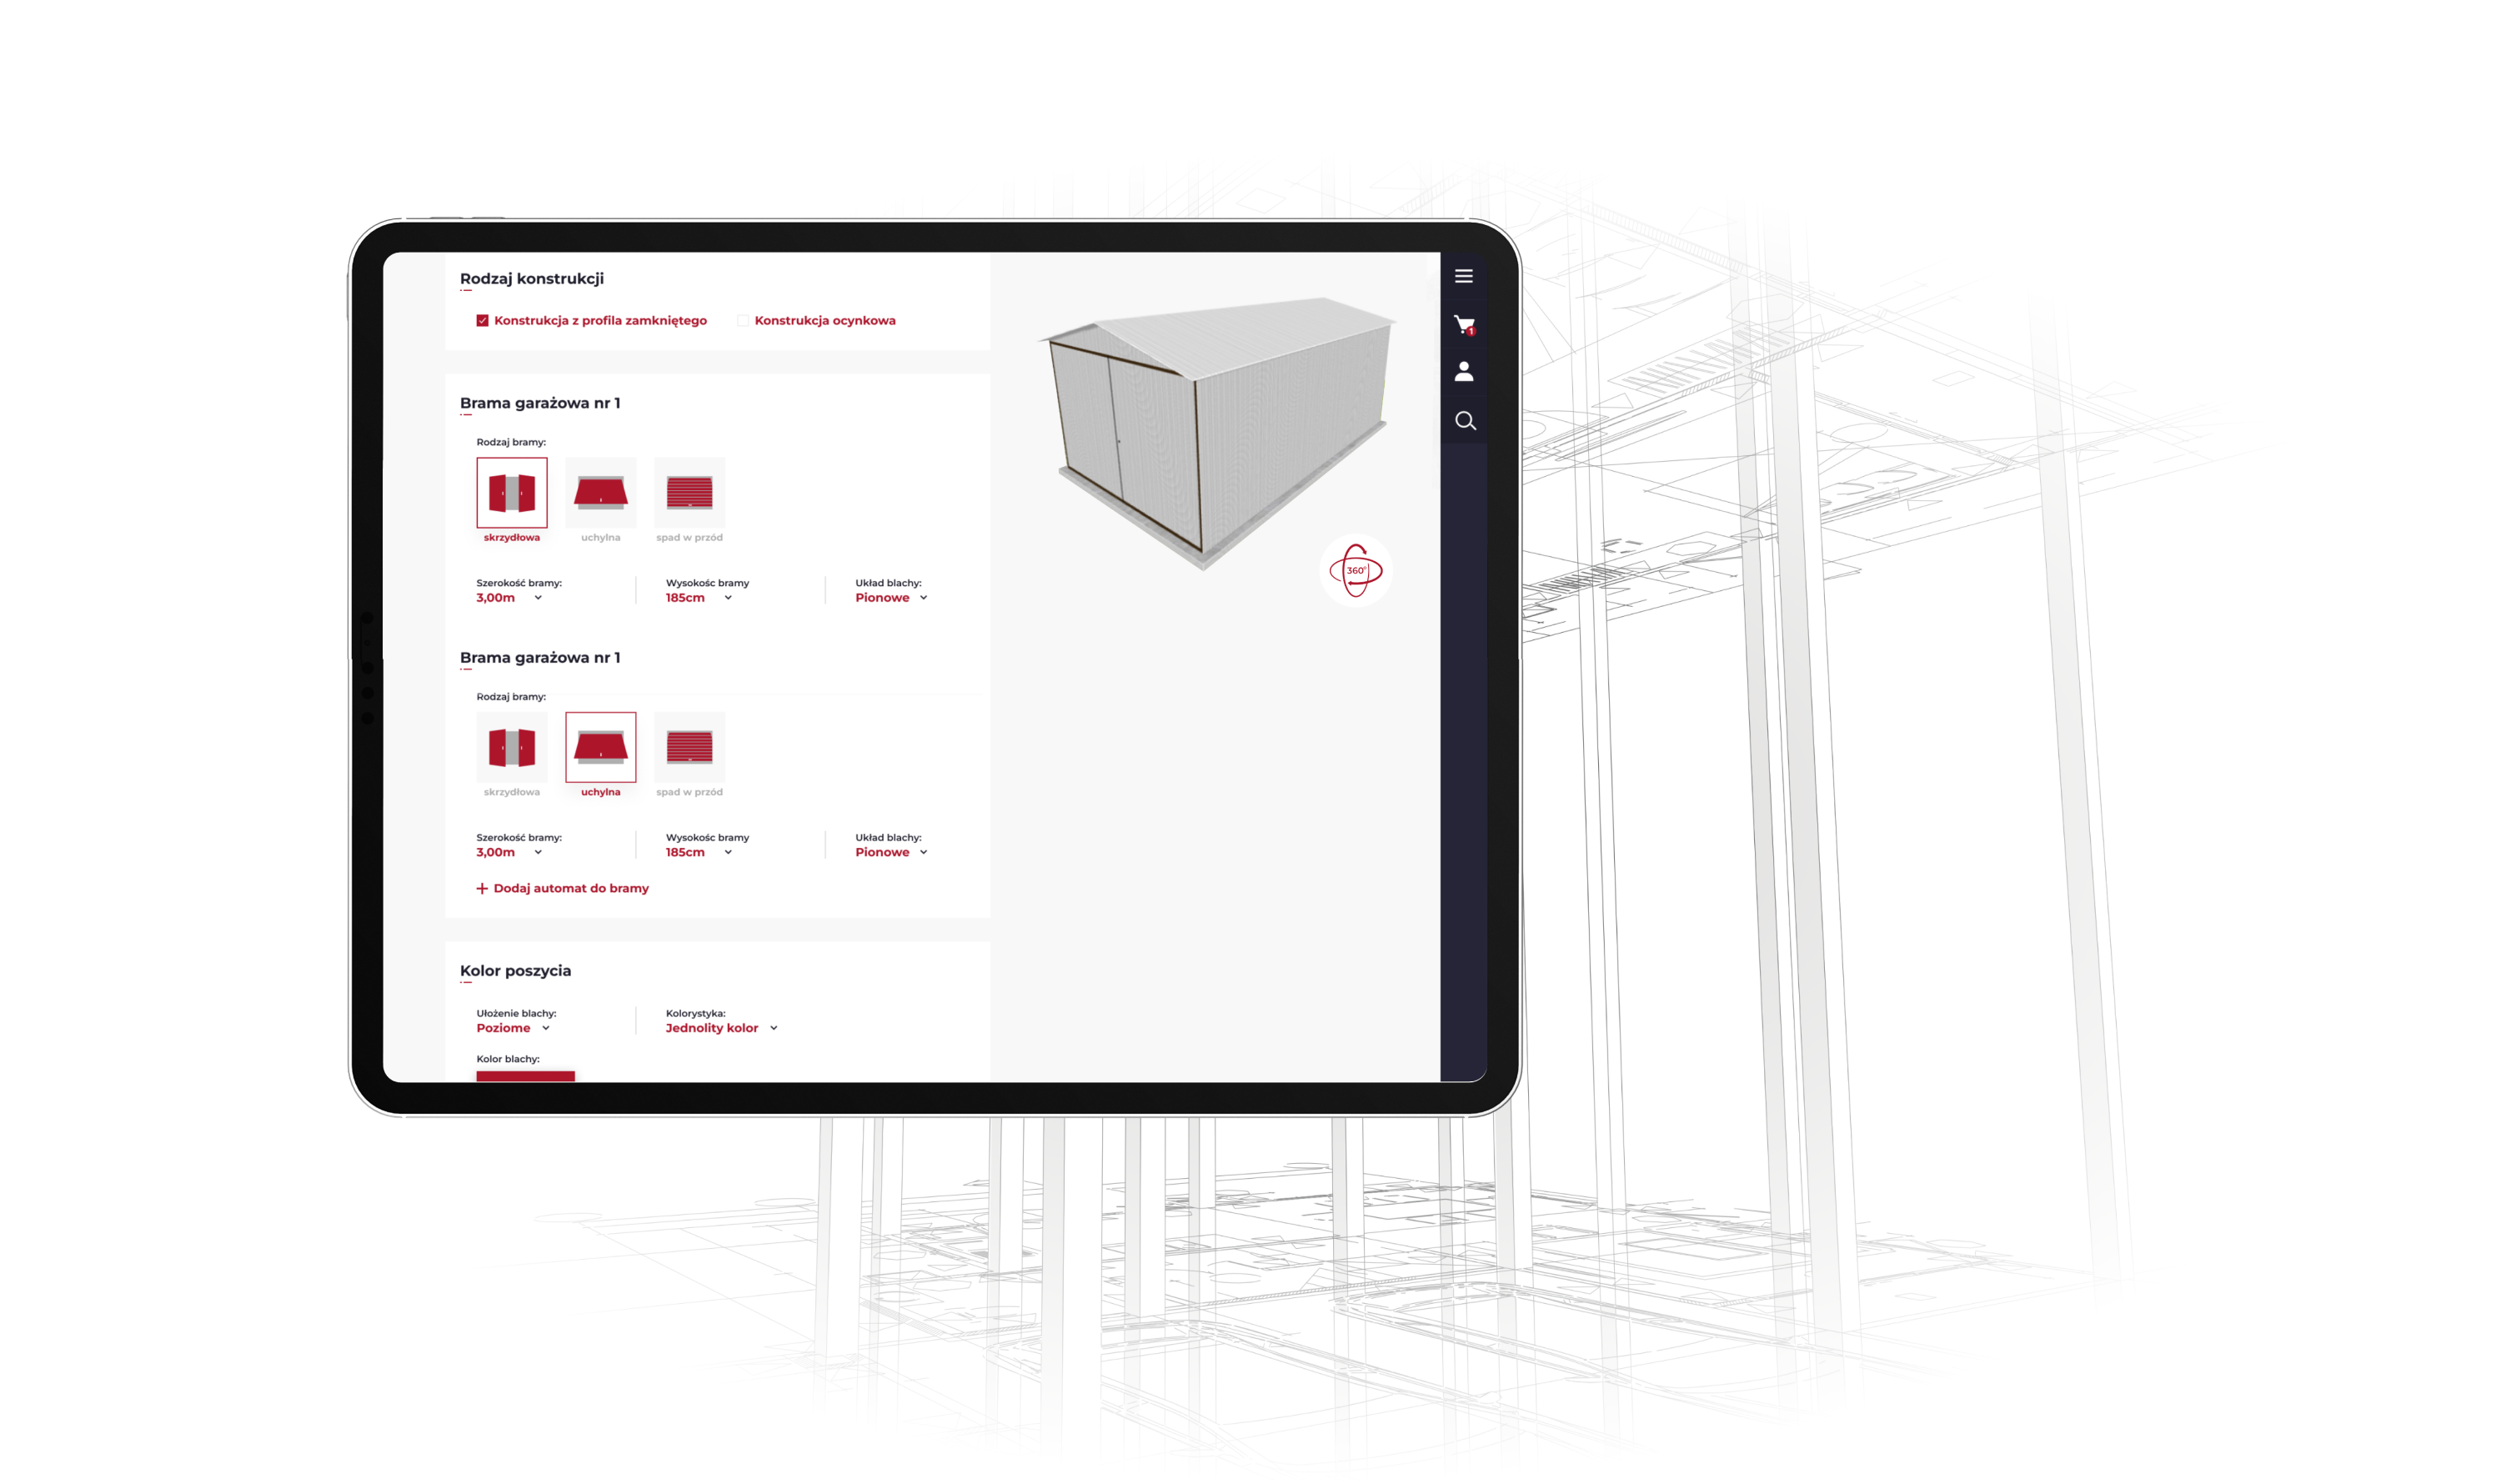 Rodzaj konstrukcji
Konstrukcja z profila zamkniętego Konstrukcja ocynkowa
Brama garażowa nr 1
Rodzaj bramy:
skrzydłowa uchylna spad w przód
Szerokość bramy: Wysokośc bramy Układ blachy:
3,00m 185cm Pionowe
Brama garażowa nr 1
Rodzaj bramy:
skrzydłowa uchylna spad w przód
Szerokość bramy: Wysokośc bramy Układ blachy:
3,00m 185cm Pionowe
+ Dodaj automat do bramy
Kolor poszycia
Ułożenie blachy: Kolorystyka:
Poziome Jednolity kolor
Kolor blachy:
360°
1